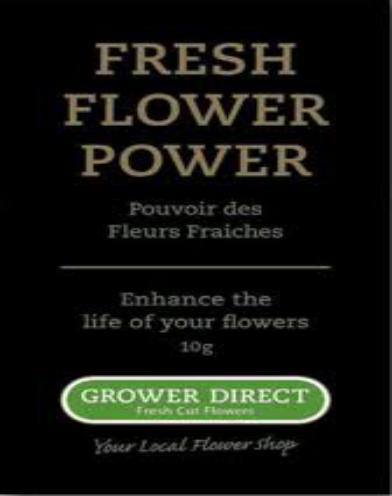 FRESH
FLOWER
POWER
Pouvoir des
Fleurs Fraiches
Enhance the
life of your flowers
10g
GROWER DIRECT
Fresh Cut Flowers
Your Local Flower Shop